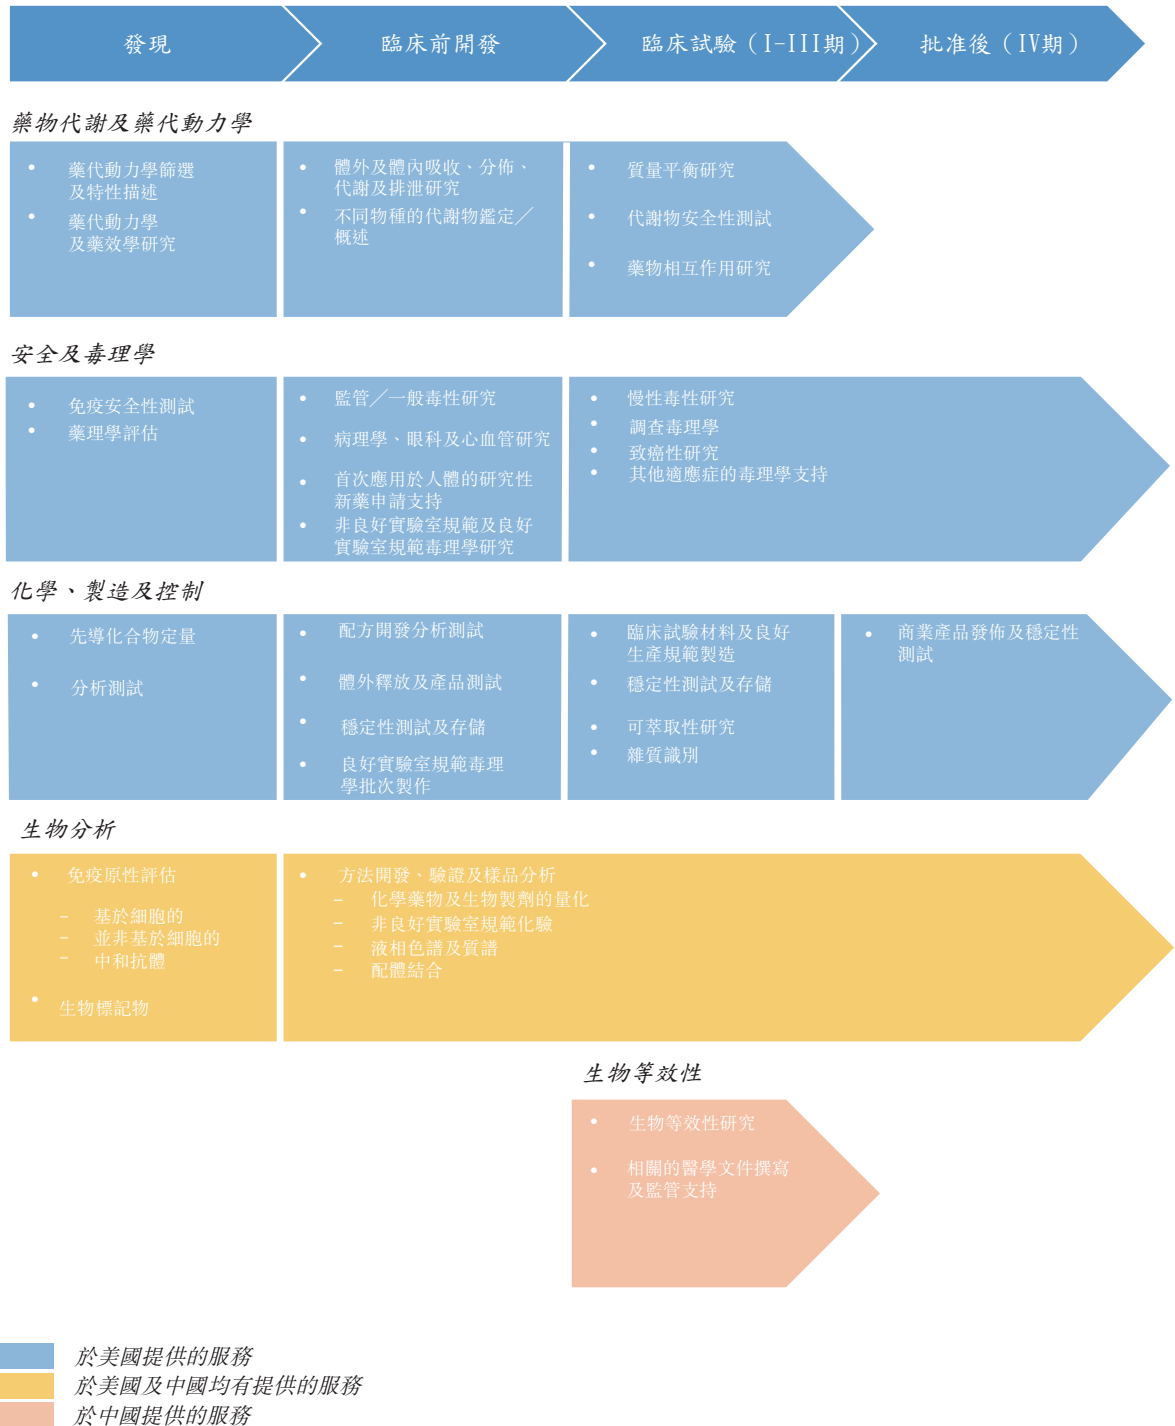 發現
臨床前開發
臨床試驗（I-III期）
批准後（IV期）
藥物代謝及藥代動力學
• 藥代動力學篩選
及特性描述
• 藥代動力學
及藥效學研究
• 體外及體內吸收、分佈、
代謝及排泄研究
• 不同物種的代謝物鑑定／
概述
• 質量平衡研究
• 代謝物安全性測試
• 藥物相互作用研究
安全及毒理學
• 免疫安全性測試
• 藥理學評估
• 監管／一般毒性研究
• 病理學、眼科及心血管研究
• 首次應用於人體的研究性
新藥申請支持
• 非良好實驗室規範及良好
實驗室規範毒理學研究
• 慢性毒性研究
• 調查毒理學
• 致癌性研究
• 其他適應症的毒理學支持
化學、製造及控制
• 先導化合物定量
• 分析測試
• 配方開發分析測試
• 體外釋放及產品測試
• 穩定性測試及存儲
• 良好實驗室規範毒理
學批次製作
• 臨床試驗材料及良好
生產規範製造
• 穩定性測試及存儲
• 可萃取性研究
• 雜質識別
• 商業產品發佈及穩定性
測試
生物分析
• 免疫原性評估
– 基於細胞的
– 並非基於細胞的
– 中和抗體
• 生物標記物
• 方法開發、驗證及樣品分析
– 化學藥物及生物製劑的量化
– 非良好實驗室規範化驗
– 液相色譜及質譜
– 配體結合
生物等效性
• 生物等效性研究
• 相關的醫學文件撰寫
及監管支持
於美國提供的服務
於美國及中國均有提供的服務
於中國提供的服務